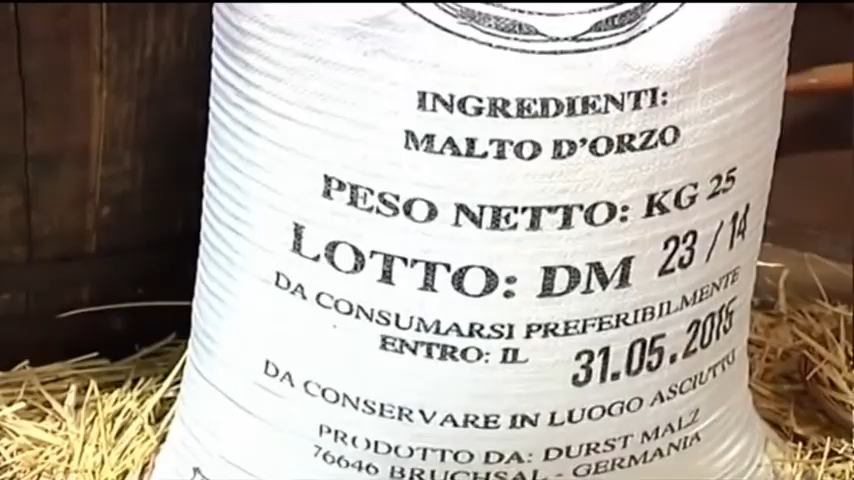 INGREDIENTI:
MALTO D'ORZO
PESO NETTO: KG 25
LOTTO: DM 23/14
DA CONSUMARSI PREFERIBILMENTE
ENTRO: IL 31.05.2015
DA CONSERVARE IN LUOGO ASCIUTTO
PRODOTTO DA: DURST MALZ
76646 BRUCHSAL - GERMANIA